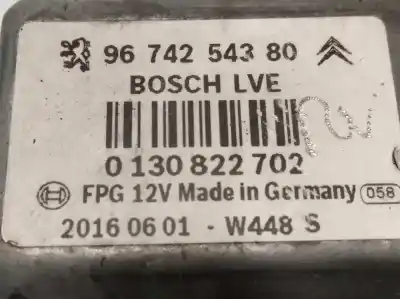 96 742 543 80
BOSCH LVE
0 130 822 702
FPG 12V Made in Germany 058
2016 06 01 - W448 S